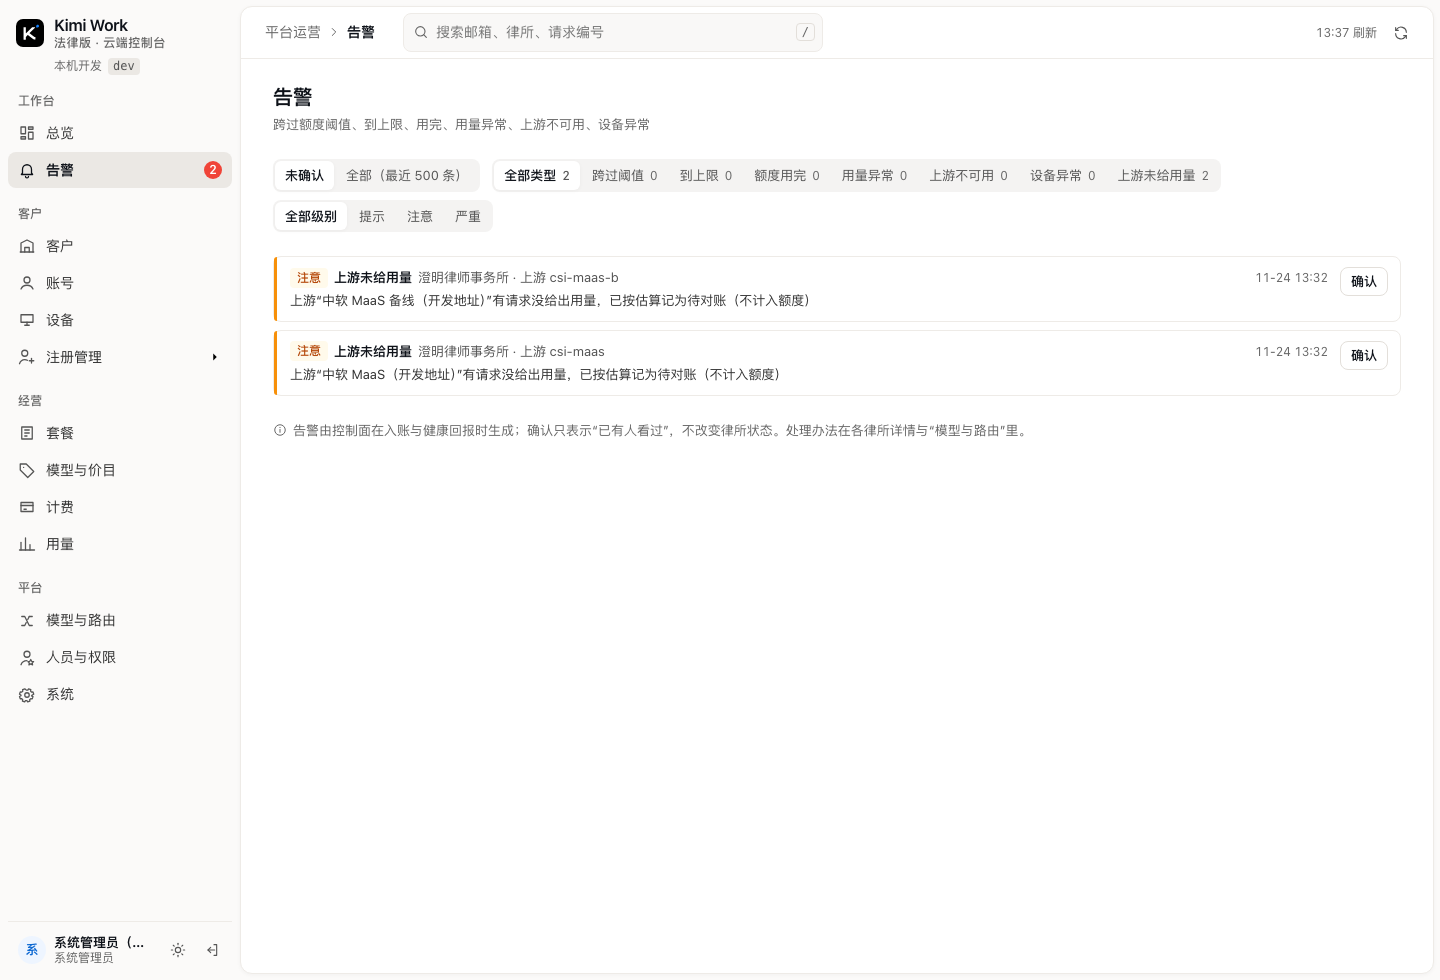 Kimi Work
法律版 · 云端控制台
本机开发 dev
工作台
总览
告警 2
客户
客户
账号
设备
注册管理
经营
套餐
模型与价目
计费
用量
平台
模型与路由
人员与权限
系统
系 系统管理员（...
系统管理员
平台运营 > 告警 搜索邮箱、律所、请求编号 / 13:37 刷新
告警
跨过额度阈值、到上限、用完、用量异常、上游不可用、设备异常
未确认 全部（最近 500 条） 全部类型 2 跨过阈值 0 到上限 0 额度用完 0 用量异常 0 上游不可用 0 设备异常 0 上游未给用量 2
全部级别 提示 注意 严重
注意 上游未给用量 澄明律师事务所 · 上游 csi-maas-b 11-24 13:32 确认
上游“中软 MaaS 备线（开发地址）”有请求没给出用量，已按估算记为待对账（不计入额度）
注意 上游未给用量 澄明律师事务所 · 上游 csi-maas 11-24 13:32 确认
上游“中软 MaaS（开发地址）”有请求没给出用量，已按估算记为待对账（不计入额度）
告警由控制面在入账与健康回报时生成；确认只表示“已有人看过”，不改变律所状态。处理办法在各律所详情与“模型与路由”里。